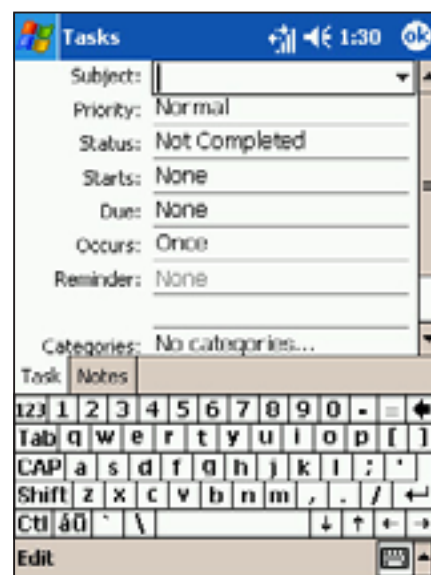 Tasks 1:30 ok
Subject:
Priority: Normal
Status: Not Completed
Starts: None
Due: None
Occurs: Once
Reminder: None
Categories: No categories...
Task Notes
123 1 2 3 4 5 6 7 8 9 0 - =
Tab q w e r t y u i o p [ ]
CAP a s d f g h j k l ; '
Shift z x c v b n m , . /
Ctl áü ` \
Edit